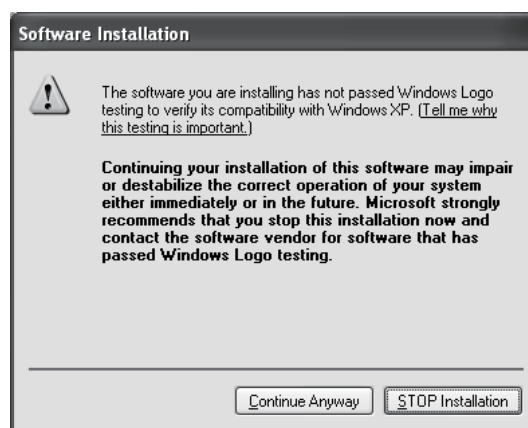 Software Installation
The software you are installing has not passed Windows Logo
testing to verify its compatibility with Windows XP. (Tell me why
this testing is important.)
Continuing your installation of this software may impair
or destabilize the correct operation of your system
either immediately or in the future. Microsoft strongly
recommends that you stop this installation now and
contact the software vendor for software that has
passed Windows Logo testing.
Continue Anyway
STOP Installation